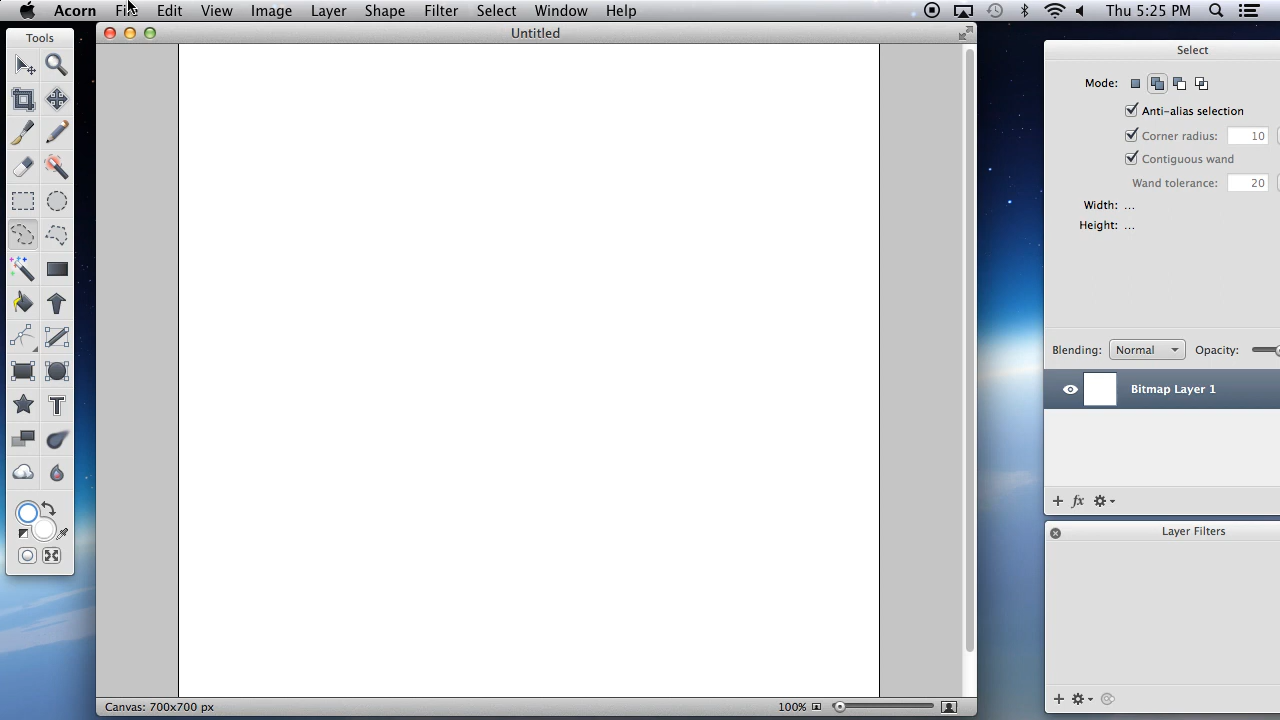 Acorn File Edit View Image Layer Shape Filter Select Window Help Thu 5:25 PM
Tools
Untitled
Select
Mode:
Anti-alias selection
Corner radius: 10
Contiguous wand
Wand tolerance: 20
Width: ...
Height: ...
Blending: Normal Opacity:
Bitmap Layer 1
fx
Layer Filters
T
Canvas: 700x700 px 100%